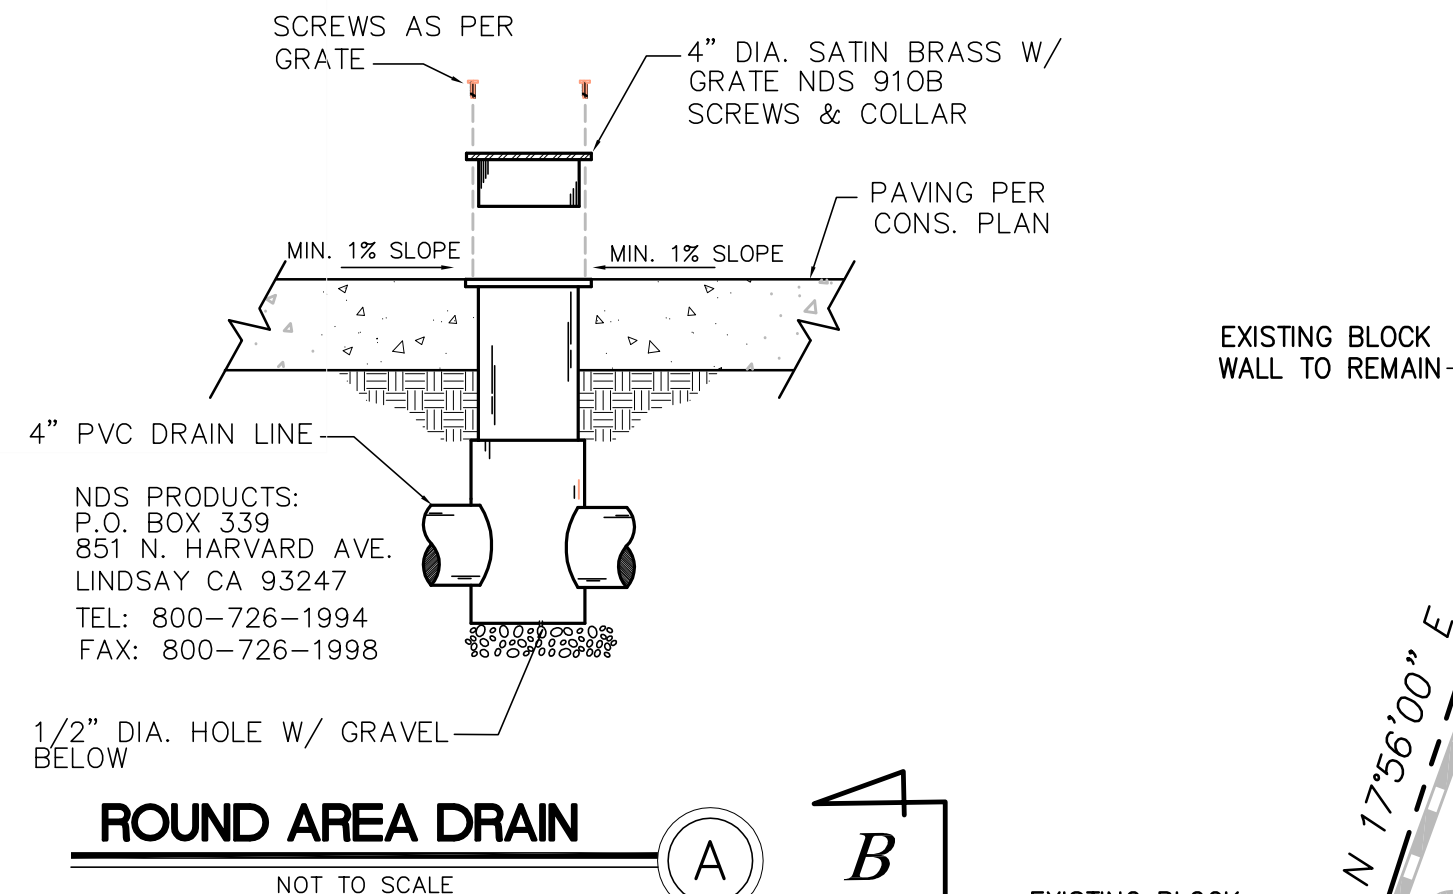 SCREWS AS PER
GRATE
4" DIA. SATIN BRASS W/
GRATE NDS 910B
SCREWS & COLLAR
PAVING PER
CONS. PLAN
MIN. 1% SLOPE
MIN. 1% SLOPE
EXISTING BLOCK
WALL TO REMAIN
4" PVC DRAIN LINE
NDS PRODUCTS:
P.O. BOX 339
851 N. HARVARD AVE.
LINDSAY CA 93247
TEL: 800-726-1994
FAX: 800-726-1998
1/2" DIA. HOLE W/ GRAVEL
BELOW
N 17°56'00" E
ROUND AREA DRAIN
A
B
NOT TO SCALE
EXISTING BLOCK